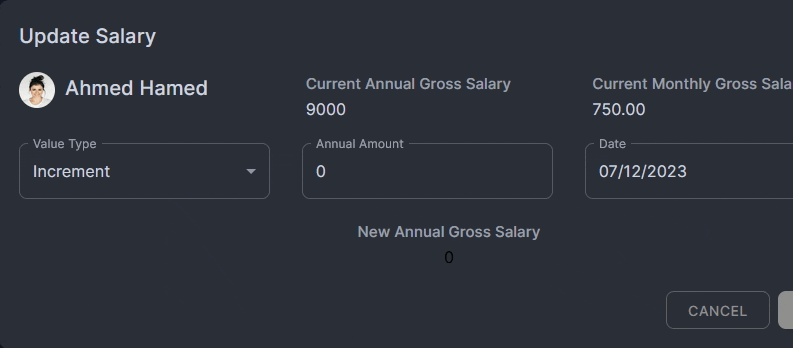 Update Salary
Ahmed Hamed
Current Annual Gross Salary
9000
Current Monthly Gross Sala
750.00
Value Type
Increment
Annual Amount
0
Date
07/12/2023
New Annual Gross Salary
0
CANCEL